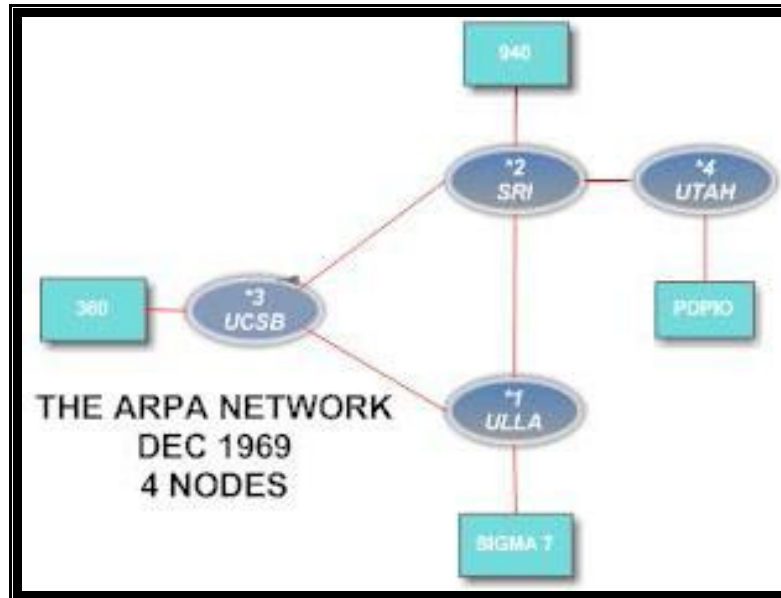 940
*2
SRI
*4
UTAH
360
*3
UCSB
PDPIO
*1
ULLA
THE ARPA NETWORK
DEC 1969
4 NODES
SIGMA 7